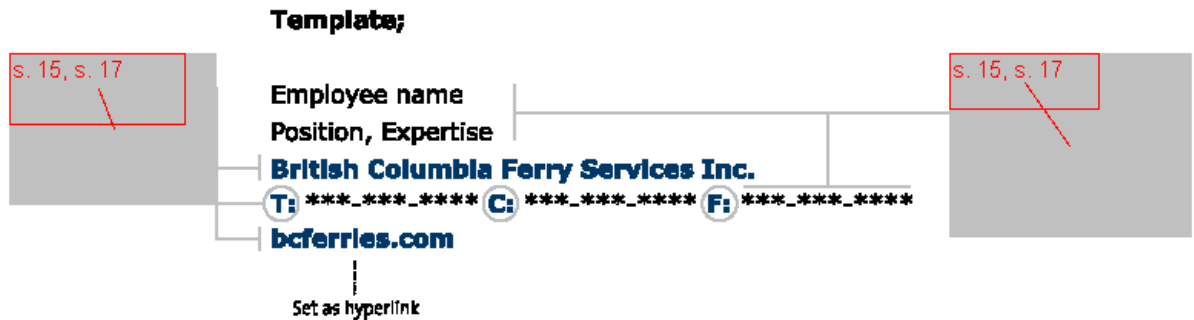 Template;
s. 15, s. 17
s. 15, s. 17
Employee name
Position, Expertise
British Columbia Ferry Services Inc.
T: ***-***-**** C: ***-***-**** F: ***-***-****
bcferries.com
Set as hyperlink